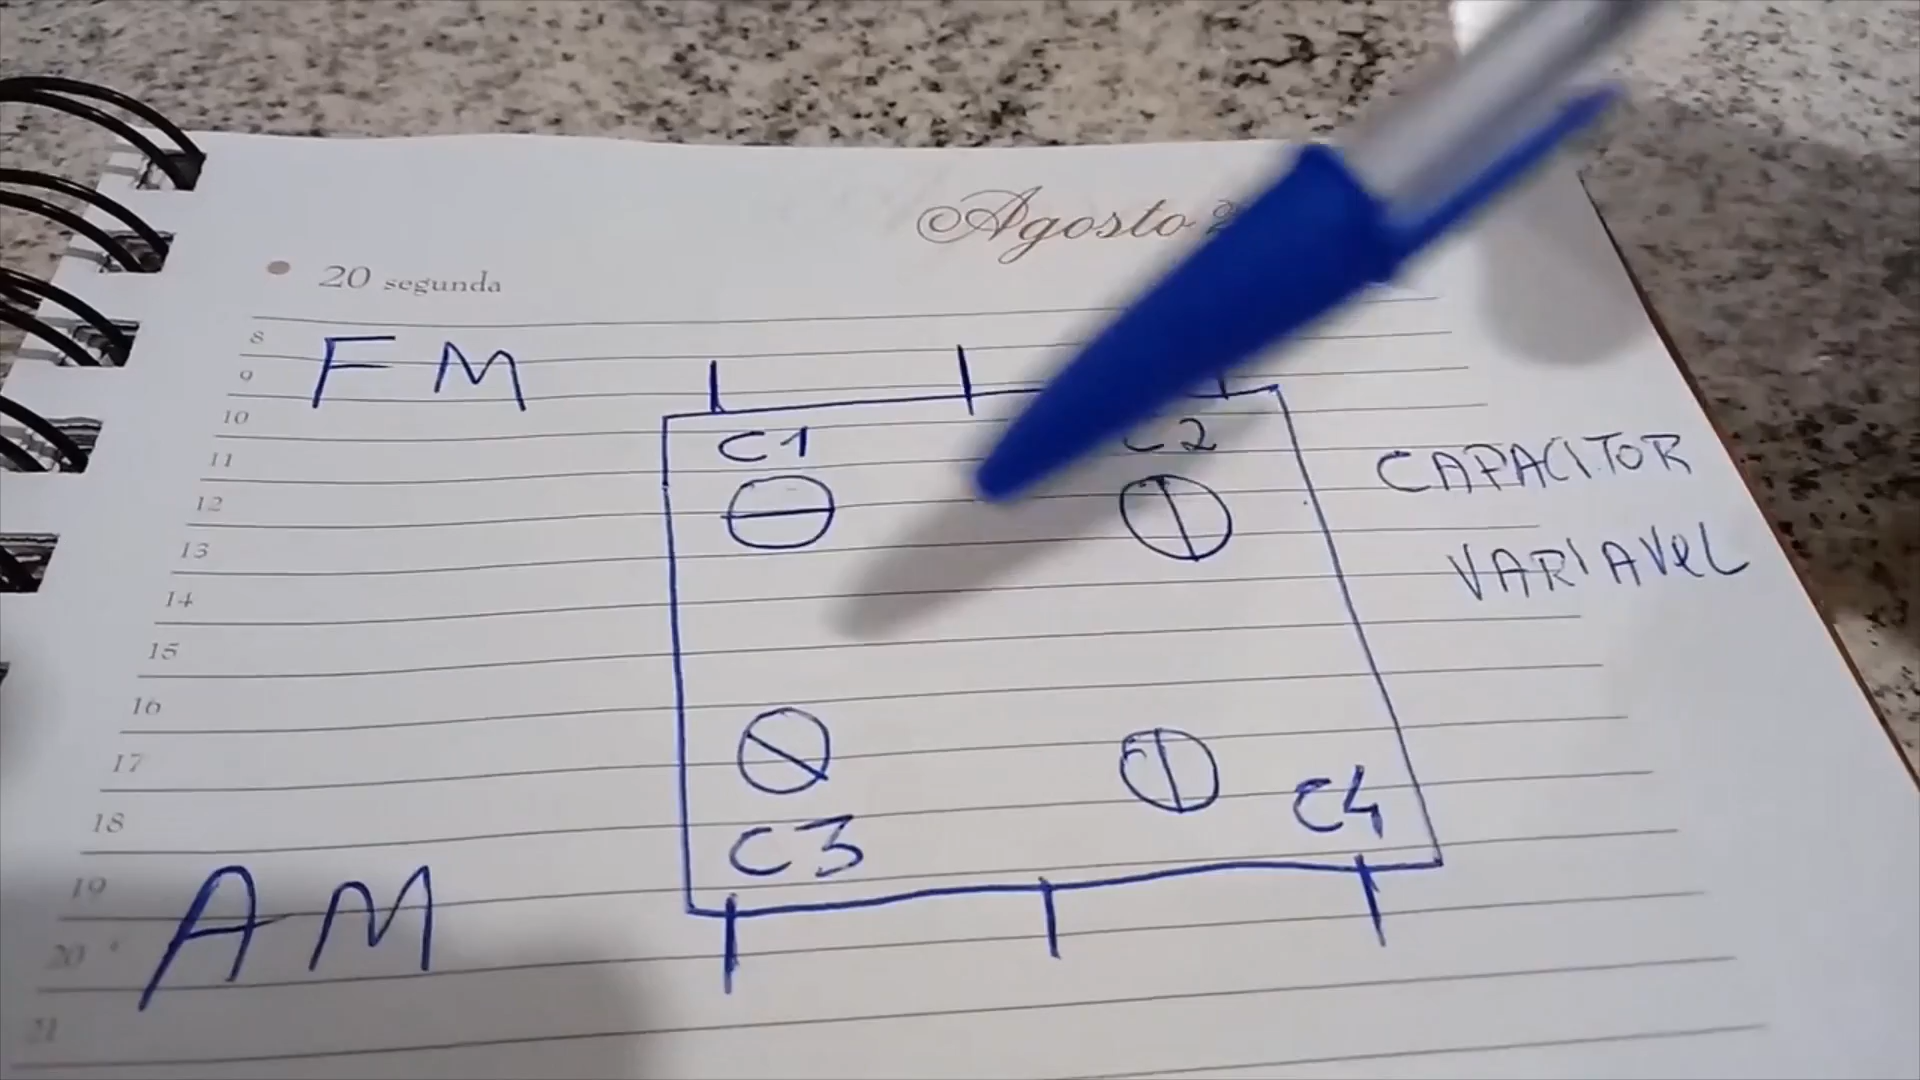 Agosto
20 segunda
8
FM
9
10
C1
C2
11
CAPACITOR
12
13
VARIAVEL
14
15
16
17
18
C4
C3
19
AM
20
21